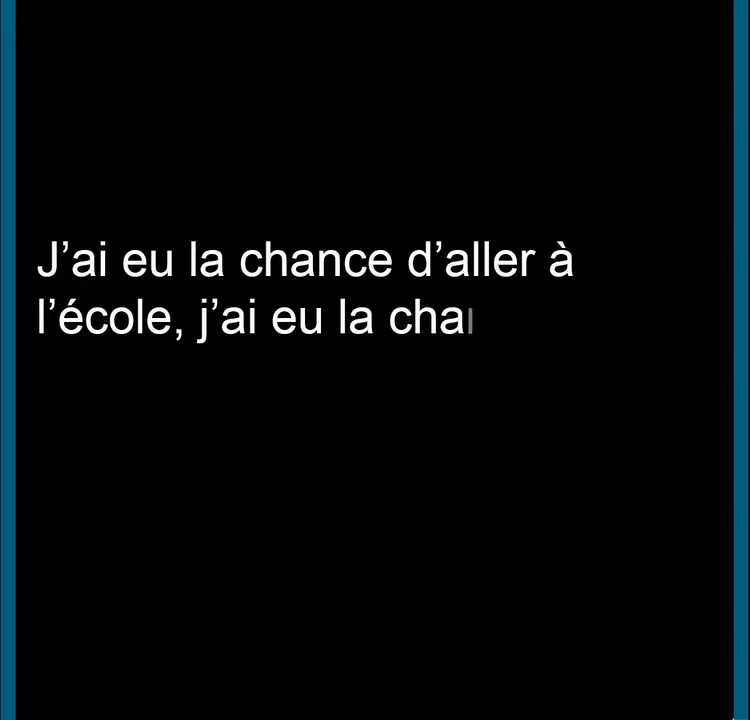 J’ai eu la chance d’aller à
l’école, j’ai eu la cha